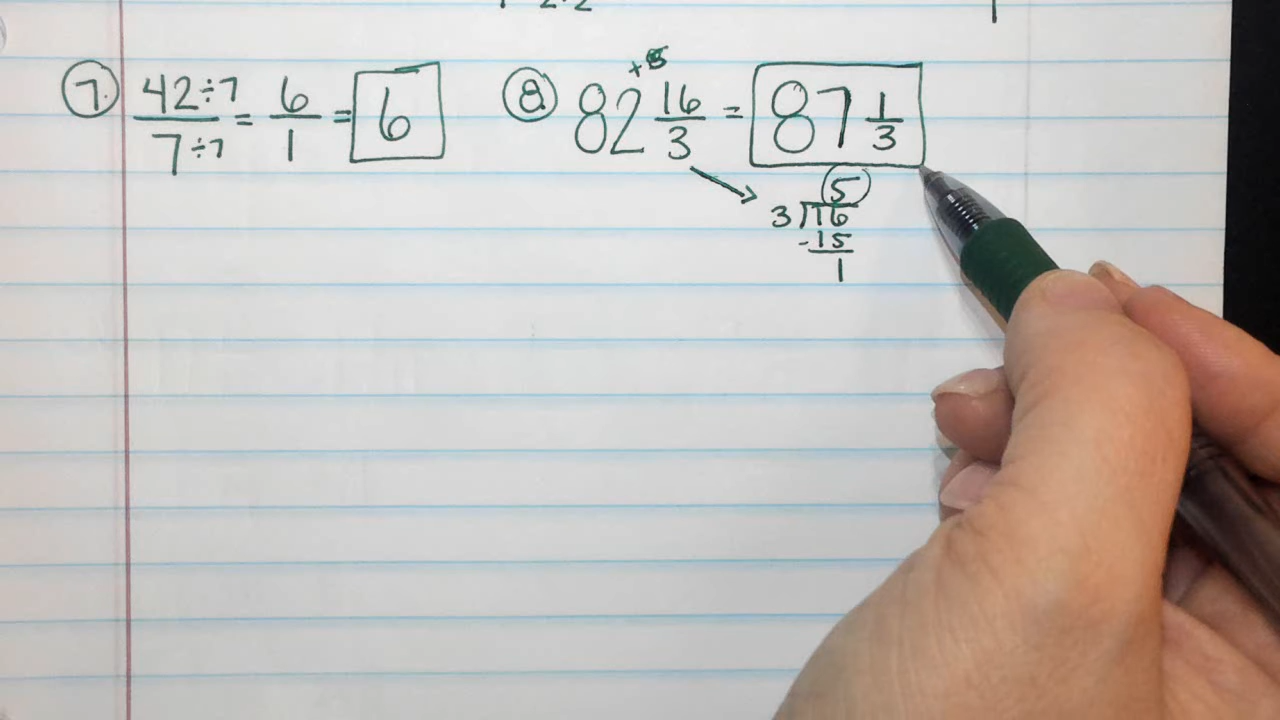 7. 42÷7 / 7÷7 = 6/1 = 6
8. 82 16/3 +5 = 87 1/3
5
3 16
-15
1